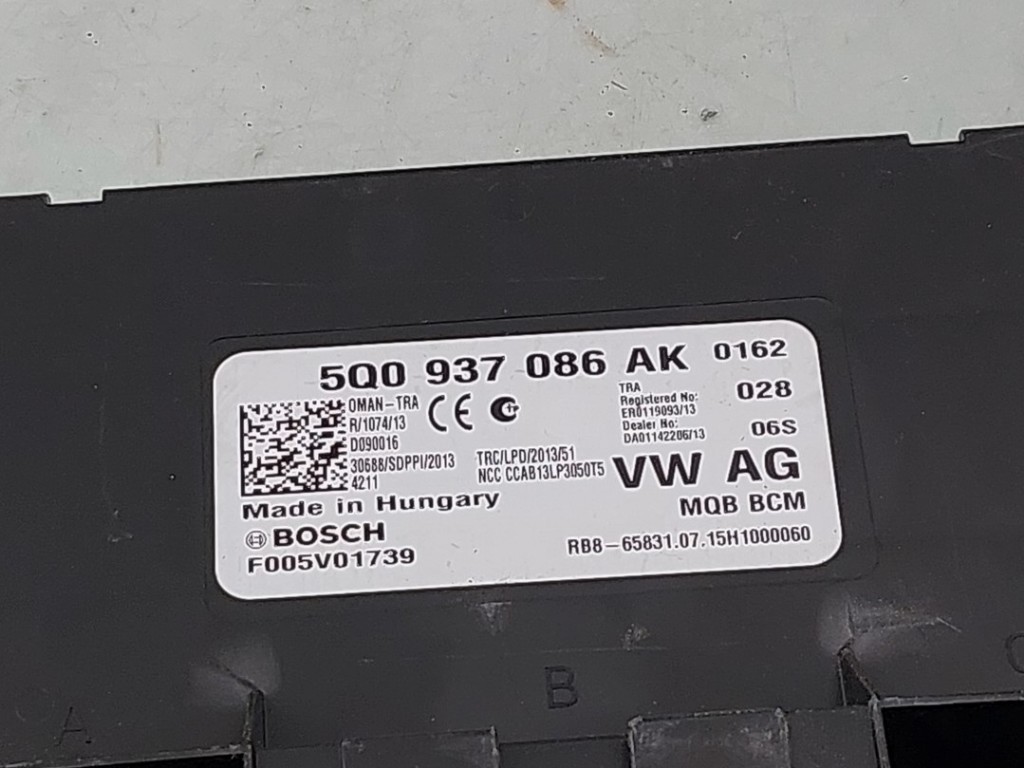 5Q0 937 086 AK 0162
OMAN-TRA
R/1074/13
D090016
30688/SDPPI/2013
4211
CE
TRA
Registered No:
ER0119093/13
Dealer No:
DA01142206/13
028
06S
TRC/LPD/2013/51
NCC CCAB13LP3050T5
VW AG
Made in Hungary
MQB BCM
BOSCH
F005V01739
RB8-65831.07.15H1000060
A
B
C